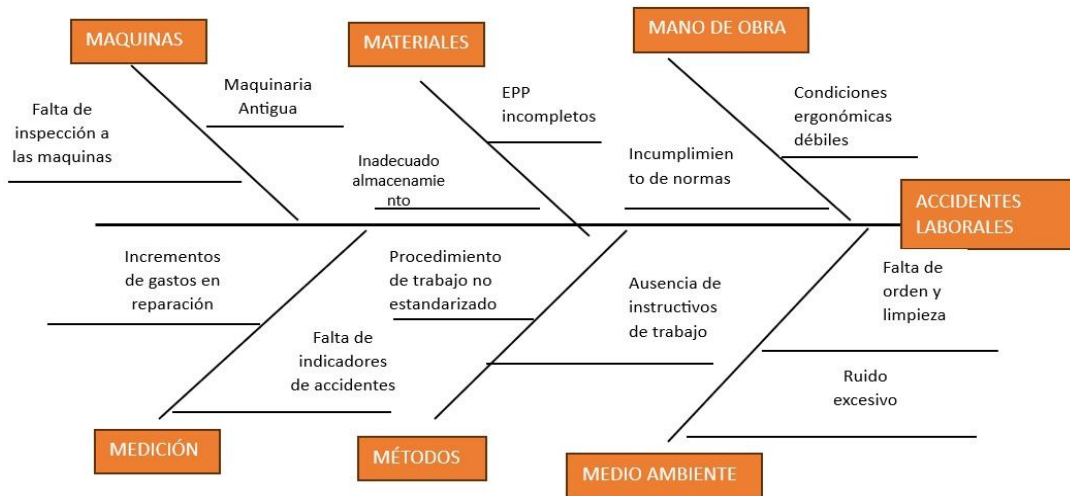 MAQUINAS
MATERIALES
MANO DE OBRA
Falta de
inspección a
las maquinas
Maquinaria
Antigua
Inadecuado
almacenamie
nto
EPP
incompletos
Incumplimien
to de normas
Condiciones
ergonómicas
débiles
ACCIDENTES
LABORALES
Incrementos
de gastos en
reparación
Falta de
indicadores
de accidentes
Procedimiento
de trabajo no
estandarizado
Ausencia de
instructivos
de trabajo
Falta de
orden y
limpieza
Ruido
excesivo
MEDICIÓN
MÉTODOS
MEDIO AMBIENTE